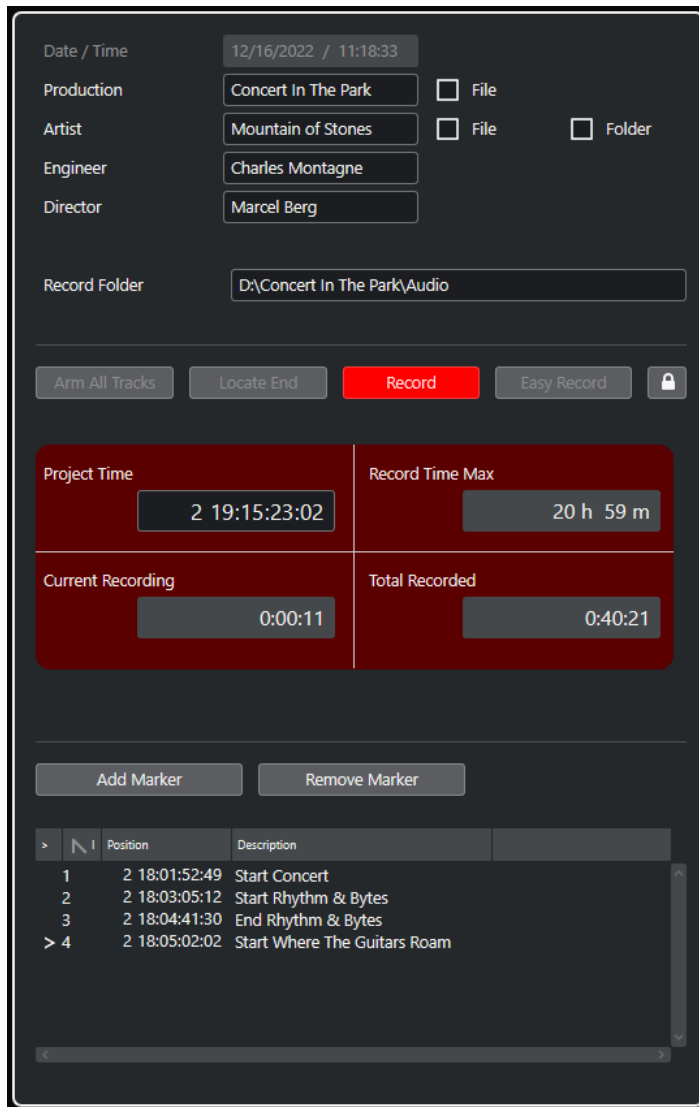 Date / Time 12/16/2022 / 11:18:33
Production Concert In The Park File
Artist Mountain of Stones File Folder
Engineer Charles Montagne
Director Marcel Berg
Record Folder D:\Concert In The Park\Audio
Arm All Tracks Locate End Record Easy Record
Project Time Record Time Max
2 19:15:23:02 20 h 59 m
Current Recording Total Recorded
0:00:11 0:40:21
Add Marker Remove Marker
> I Position Description
1 2 18:01:52:49 Start Concert
2 2 18:03:05:12 Start Rhythm & Bytes
3 2 18:04:41:30 End Rhythm & Bytes
> 4 2 18:05:02:02 Start Where The Guitars Roam